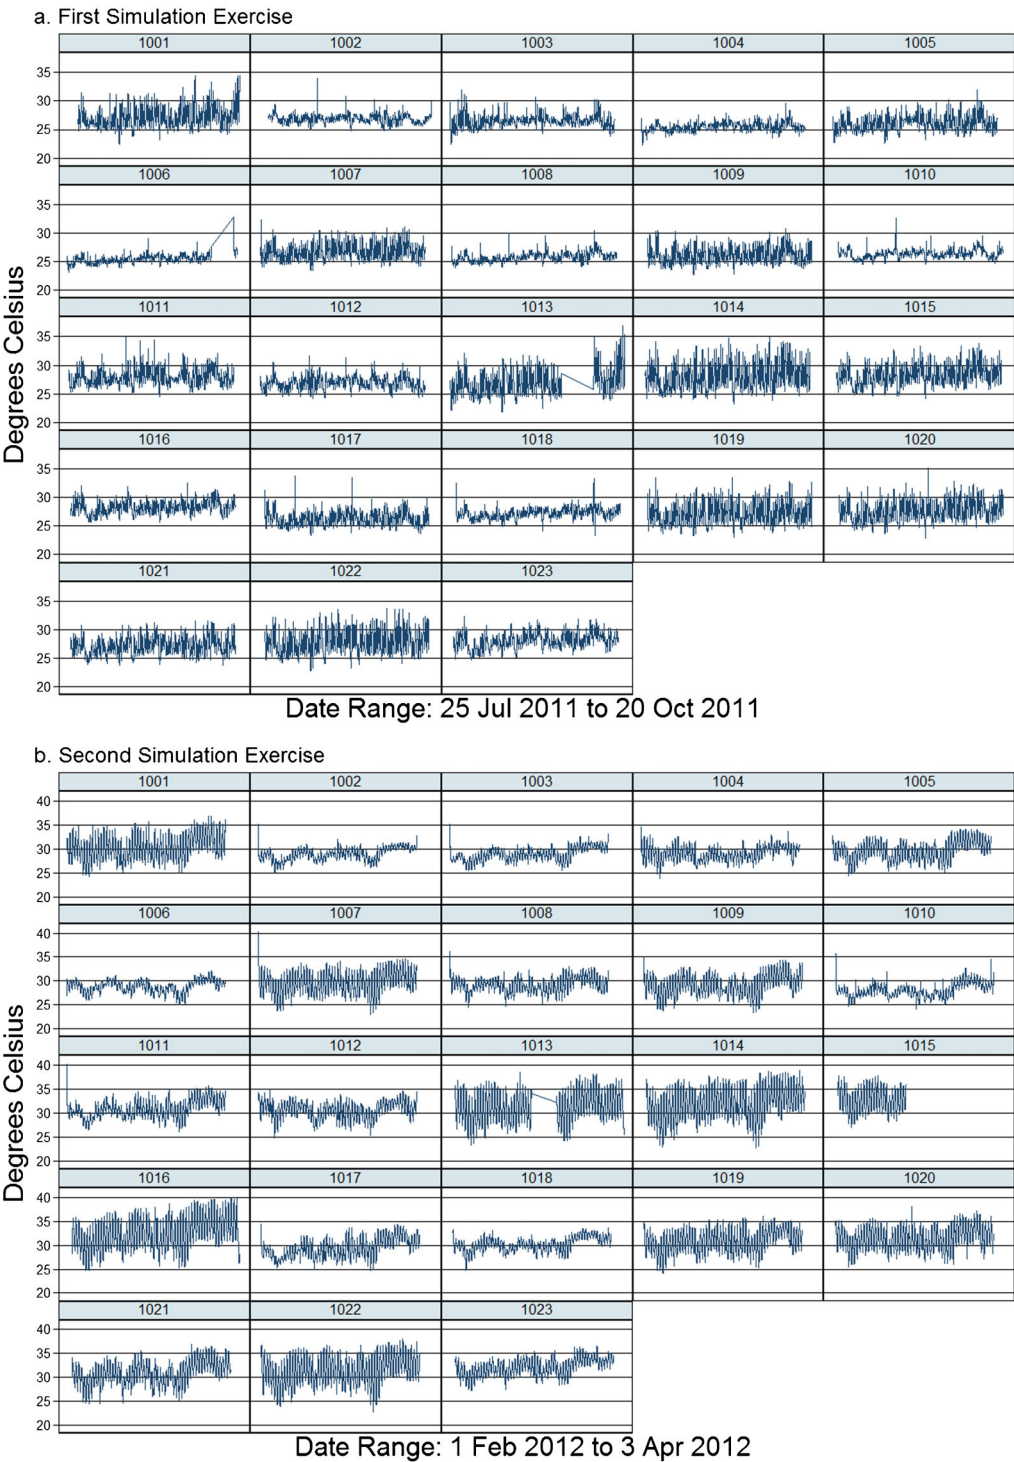 a. First Simulation Exercise
1001 1002 1003 1004 1005
35
30
25
20
1006 1007 1008 1009 1010
35
30
25
20
1011 1012 1013 1014 1015
35
30
25
20
1016 1017 1018 1019 1020
35
30
25
20
1021 1022 1023
35
30
25
20
Degrees Celsius
Date Range: 25 Jul 2011 to 20 Oct 2011
b. Second Simulation Exercise
1001 1002 1003 1004 1005
40
35
30
25
20
1006 1007 1008 1009 1010
40
35
30
25
20
1011 1012 1013 1014 1015
40
35
30
25
20
1016 1017 1018 1019 1020
40
35
30
25
20
1021 1022 1023
40
35
30
25
20
Degrees Celsius
Date Range: 1 Feb 2012 to 3 Apr 2012